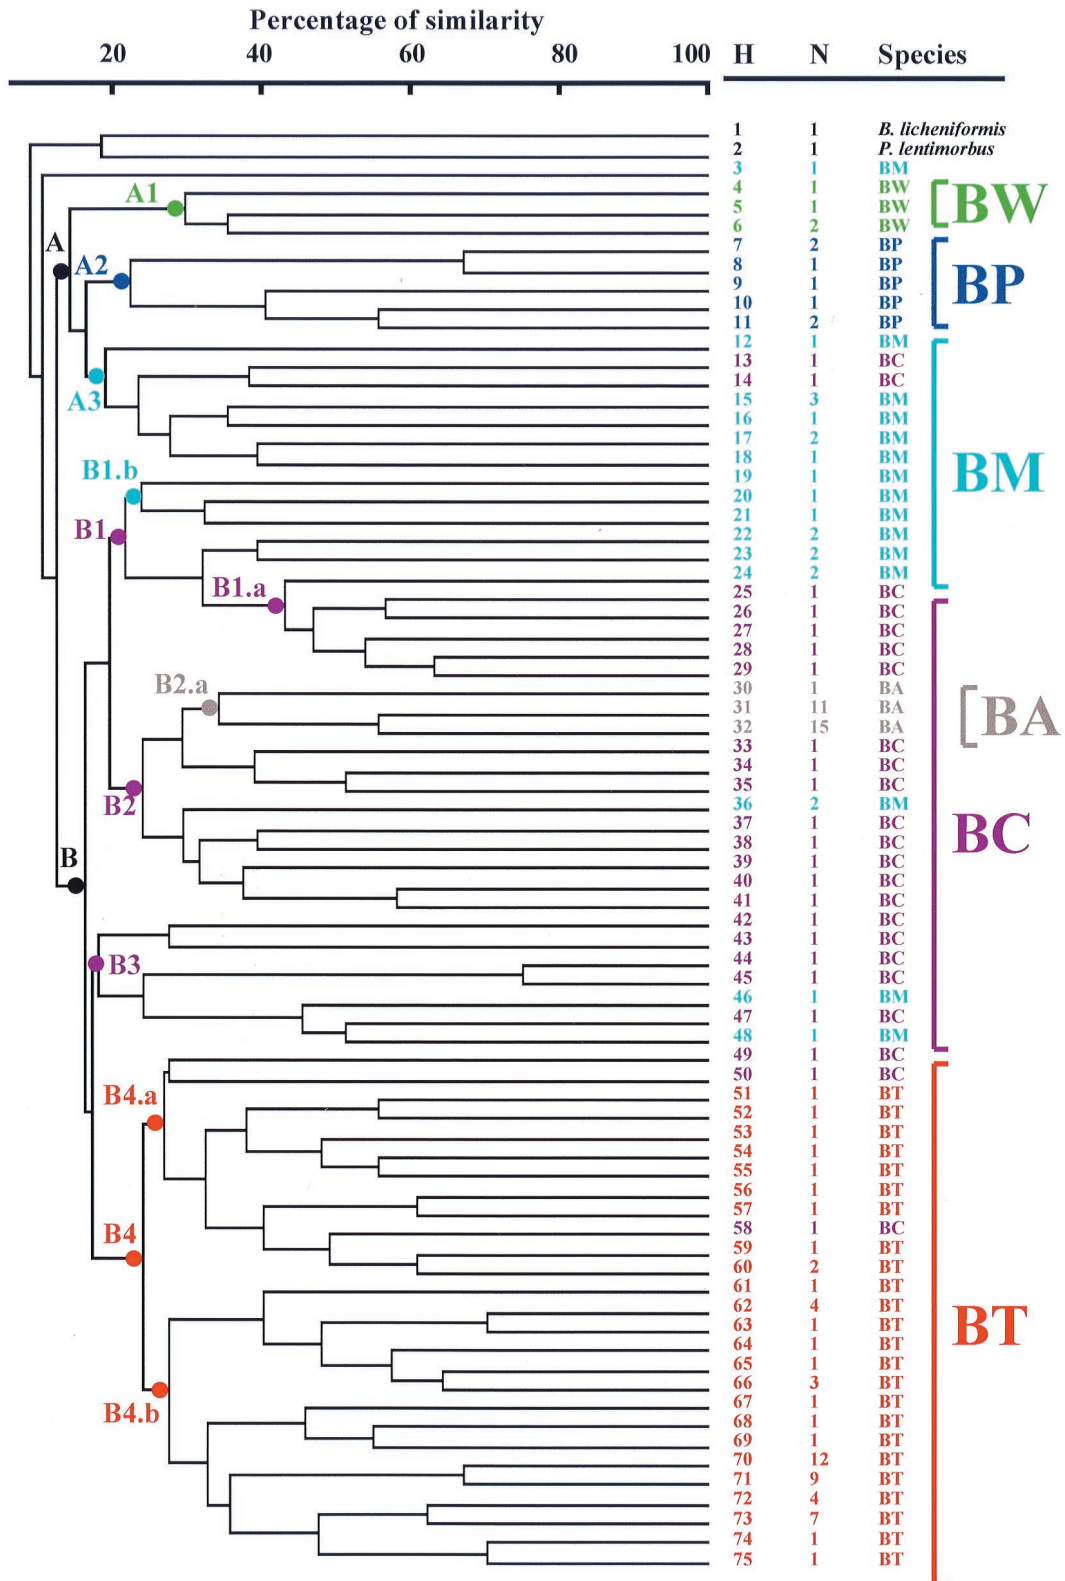 Percentage of similarity
20 40 60 80 100 H N Species
1 1 B. licheniformis
2 1 P. lentimorbus
3 1 BM
A1 4 1 BW
5 1 BW
BW
6 2 BW
A 7 2 BP
A2 8 1 BP
9 1 BP
BP
10 1 BP
11 2 BP
12 1 BM
13 1 BC
14 1 BC
A3 15 3 BM
16 1 BM
17 2 BM
18 1 BM
B1.b 19 1 BM
BM
20 1 BM
21 1 BM
B1 22 2 BM
23 2 BM
24 2 BM
B1.a 25 1 BC
26 1 BC
27 1 BC
28 1 BC
29 1 BC
B2.a 30 1 BA
31 11 BA
BA
32 15 BA
33 1 BC
34 1 BC
35 1 BC
B2 36 2 BM
37 1 BC
BC
38 1 BC
B 39 1 BC
40 1 BC
41 1 BC
42 1 BC
43 1 BC
B3 44 1 BC
45 1 BC
46 1 BM
47 1 BC
48 1 BM
49 1 BC
50 1 BC
B4.a 51 1 BT
52 1 BT
53 1 BT
54 1 BT
55 1 BT
56 1 BT
57 1 BT
B4 58 1 BC
59 1 BT
60 2 BT
61 1 BT
62 4 BT
63 1 BT
BT
64 1 BT
65 1 BT
66 3 BT
67 1 BT
B4.b 68 1 BT
69 1 BT
70 12 BT
71 9 BT
72 4 BT
73 7 BT
74 1 BT
75 1 BT